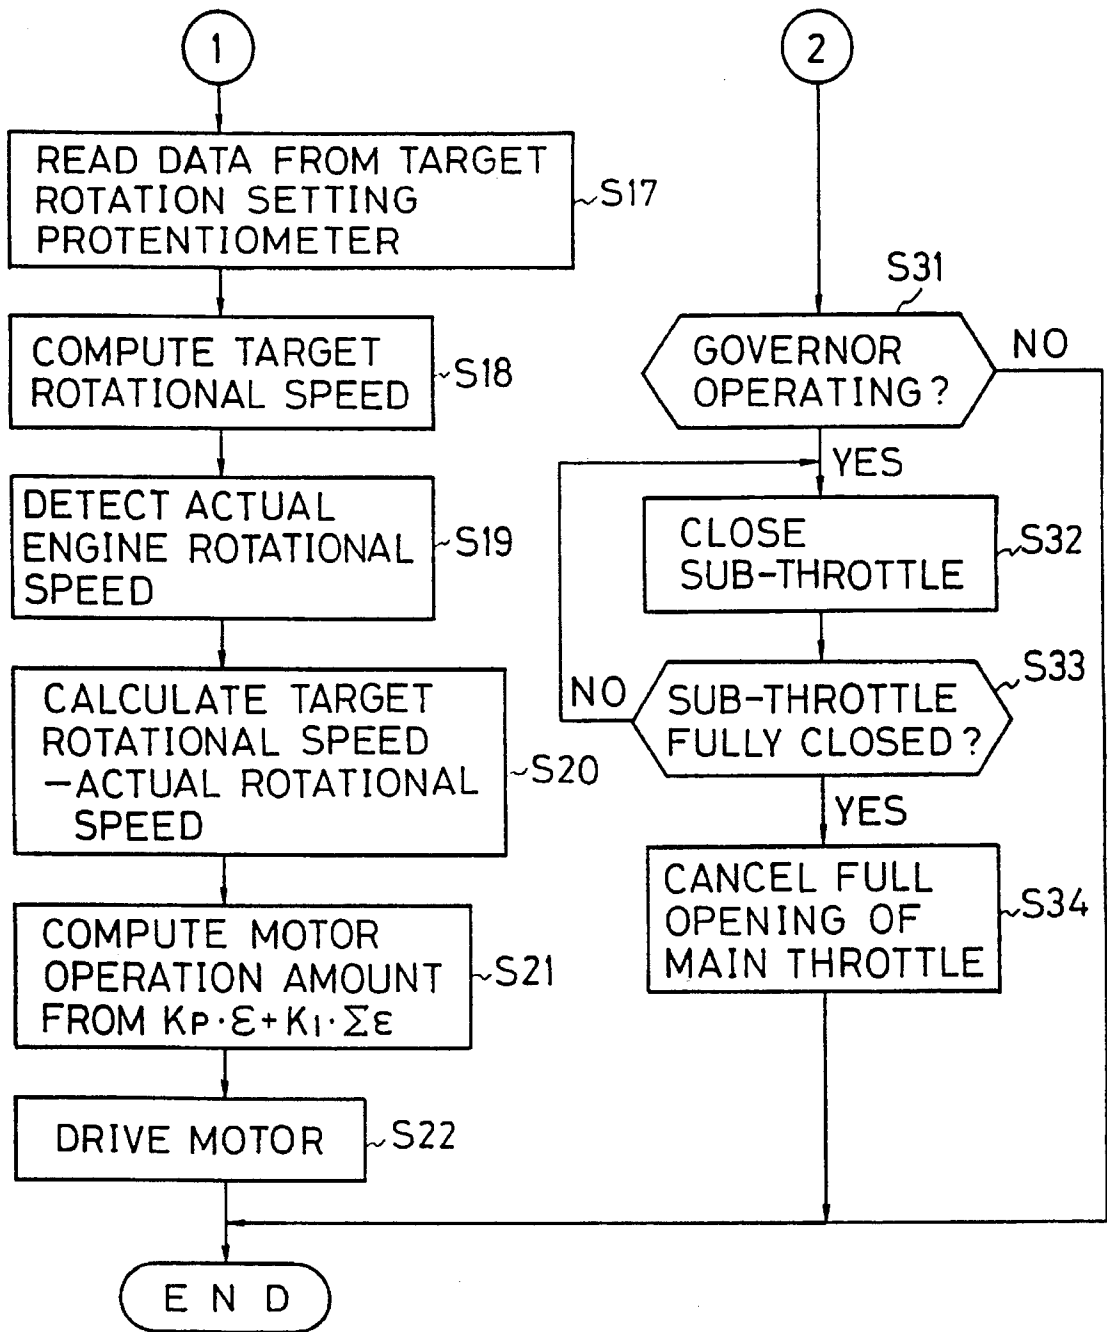 1
READ DATA FROM TARGET
ROTATION SETTING
PROTENTIOMETER
S17
COMPUTE TARGET
ROTATIONAL SPEED
S18
DETECT ACTUAL
ENGINE ROTATIONAL
SPEED
S19
CALCULATE TARGET
ROTATIONAL SPEED
−ACTUAL ROTATIONAL
SPEED
S20
COMPUTE MOTOR
OPERATION AMOUNT
FROM KP·ε+KI·Σε
S21
DRIVE MOTOR
S22
END
2
S31
GOVERNOR
OPERATING?
NO
YES
CLOSE
SUB-THROTTLE
S32
S33
SUB-THROTTLE
FULLY CLOSED?
NO
YES
CANCEL FULL
OPENING OF
MAIN THROTTLE
S34